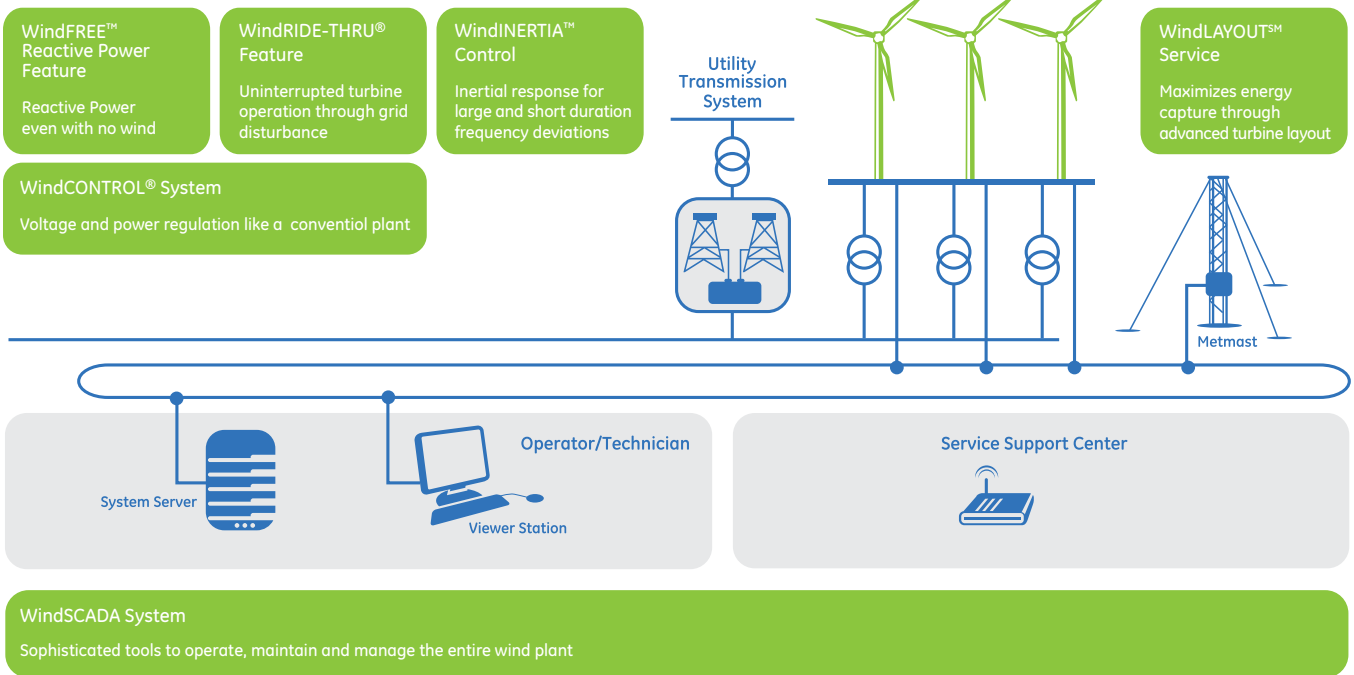 WindFREE™
Reactive Power
Feature
Reactive Power
even with no wind
WindRIDE-THRU®
Feature
Uninterrupted turbine
operation through grid
disturbance
WindINERTIA™
Control
Inertial response for
large and short duration
frequency deviations
Utility
Transmission
System
WindLAYOUT℠
Service
Maximizes energy
capture through
advanced turbine layout
WindCONTROL® System
Voltage and power regulation like a conventiol plant
Metmast
Operator/Technician
System Server
Viewer Station
Service Support Center
WindSCADA System
Sophisticated tools to operate, maintain and manage the entire wind plant